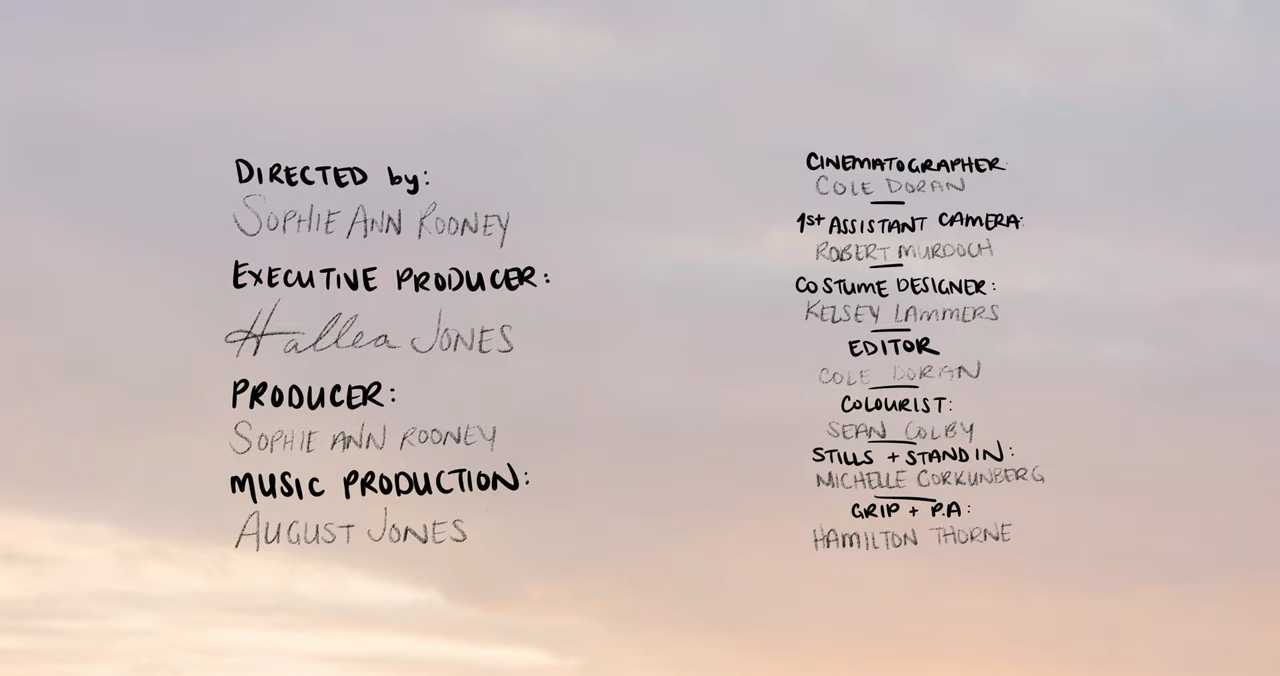 DIRECTED by:
SOPHIE ANN ROONEY
EXECUTIVE PRODUCER:
Hallea JONES
PRODUCER:
SOPHIE ANN ROONEY
MUSIC PRODUCTION:
AUGUST JONES
CINEMATOGRAPHER
COLE DORAN
1st ASSISTANT CAMERA:
ROBERT MURDOCH
COSTUME DESIGNER:
KELSEY LAMMERS
EDITOR
COLE DORAN
COLOURIST:
SEAN COLBY
STILLS + STAND IN:
MICHELLE CORKUNBERG
GRIP + P.A:
HAMILTON THORNE